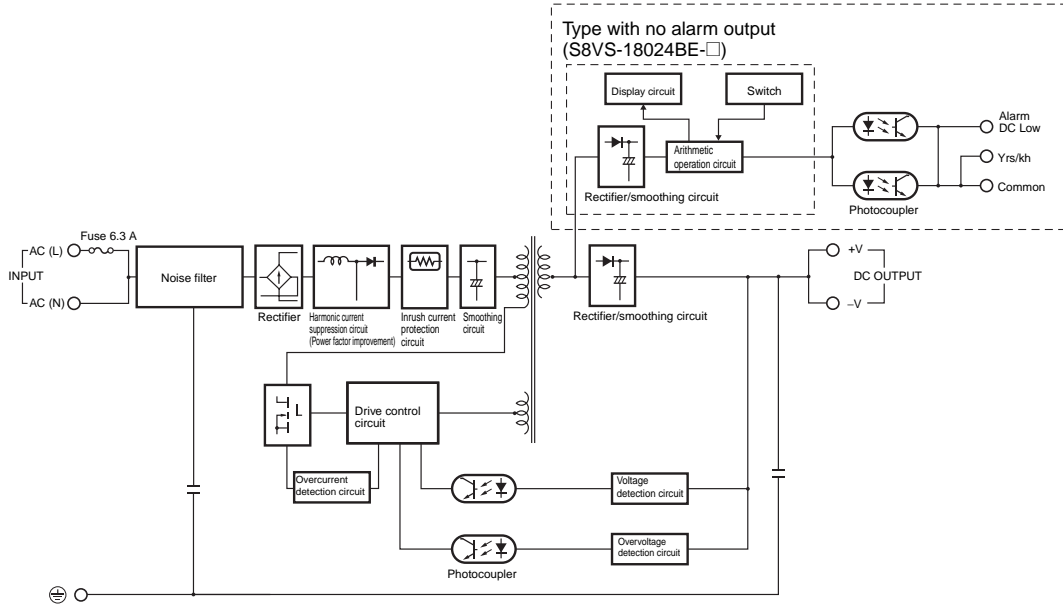 Type with no alarm output
(S8VS-18024BE-□)
Display circuit
Switch
Arithmetic
operation circuit
Rectifier/smoothing circuit
Alarm
DC Low
Yrs/kh
Common
Photocoupler
Fuse 6.3 A
AC (L)
INPUT
AC (N)
Noise filter
Rectifier
Harmonic current
suppression circuit
(Power factor improvement)
Inrush current
protection
circuit
Smoothing
circuit
Rectifier/smoothing circuit
+V
DC OUTPUT
–V
Drive control
circuit
Overcurrent
detection circuit
Voltage
detection circuit
Overvoltage
detection circuit
Photocoupler